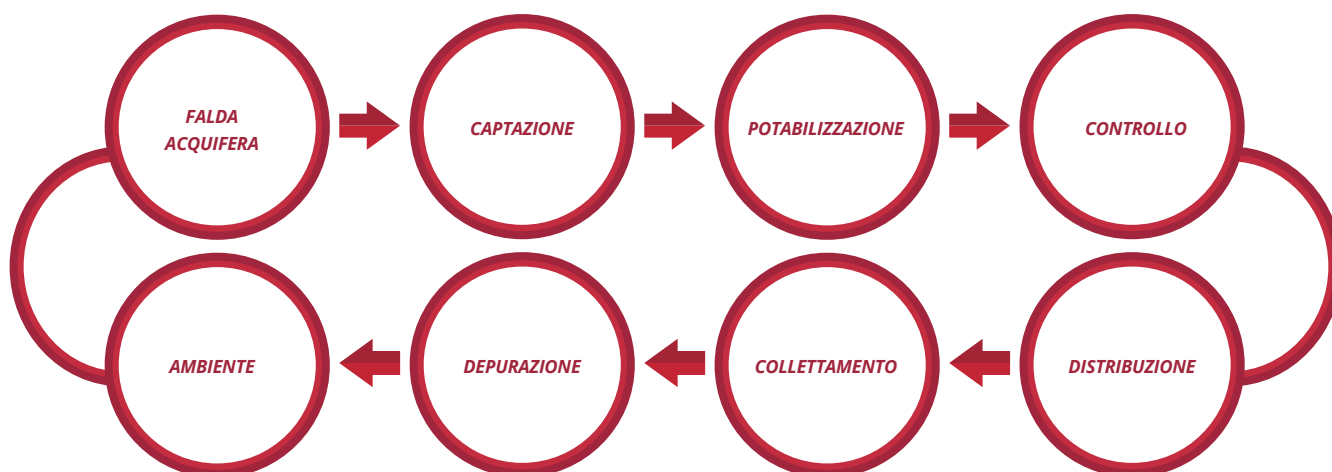 FALDA
ACQUIFERA
CAPTAZIONE
POTABILIZZAZIONE
CONTROLLO
AMBIENTE
DEPURAZIONE
COLLETTAMENTO
DISTRIBUZIONE